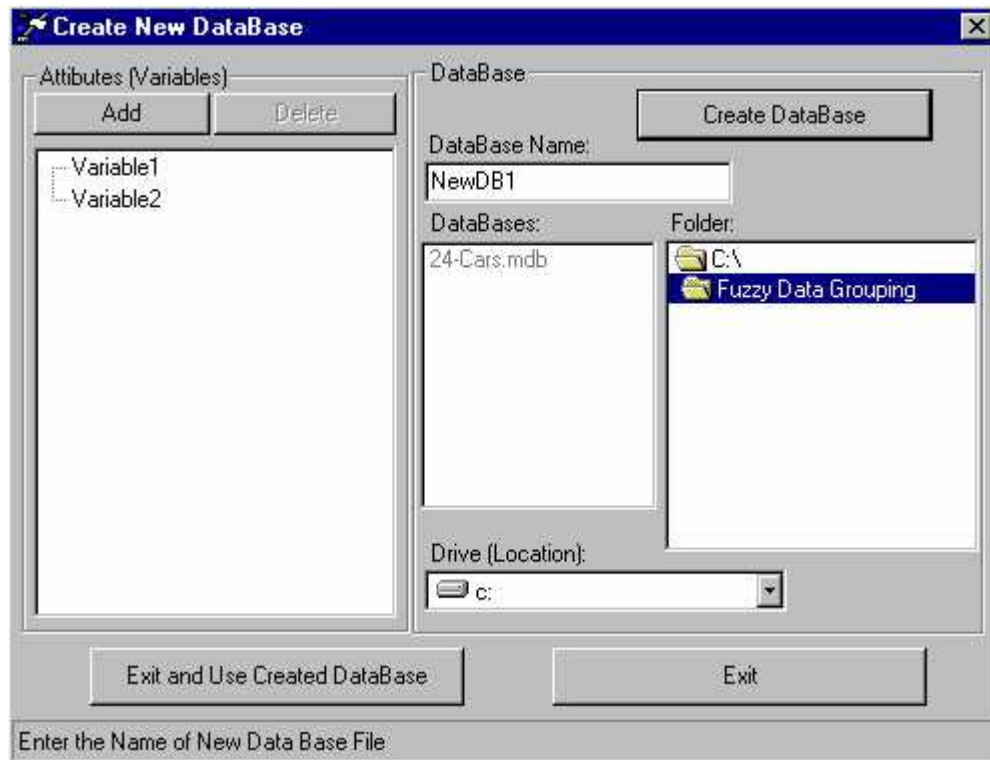 Create New DataBase
Attibutes (Variables)
Add
Delete
Variable1
Variable2
DataBase
Create DataBase
DataBase Name:
NewDB1
DataBases:
24-Cars.mdb
Folder:
C:\
Fuzzy Data Grouping
Drive (Location):
c:
Exit and Use Created DataBase
Exit
Enter the Name of New Data Base File